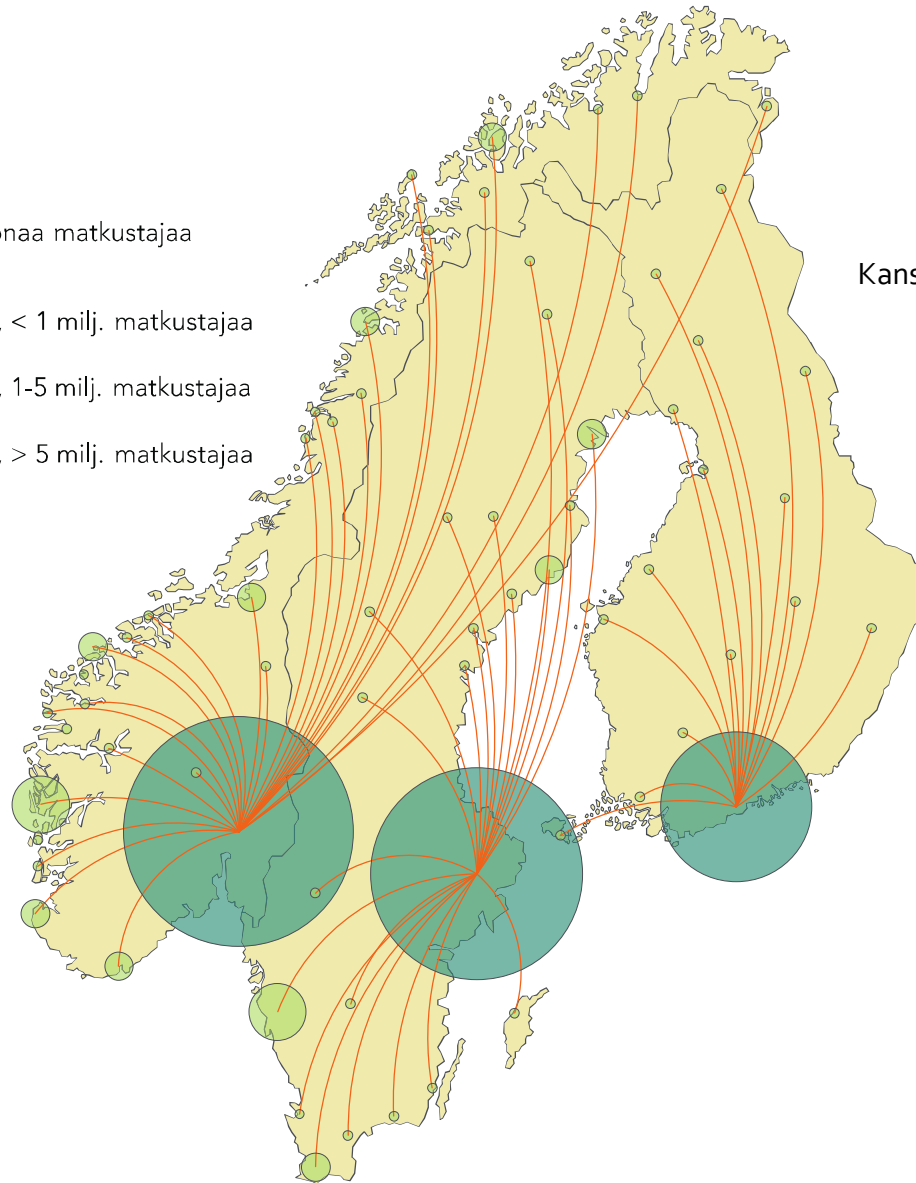 onaa matkustajaa
, < 1 milj. matkustajaa
, 1-5 milj. matkustajaa
, > 5 milj. matkustajaa
Kans